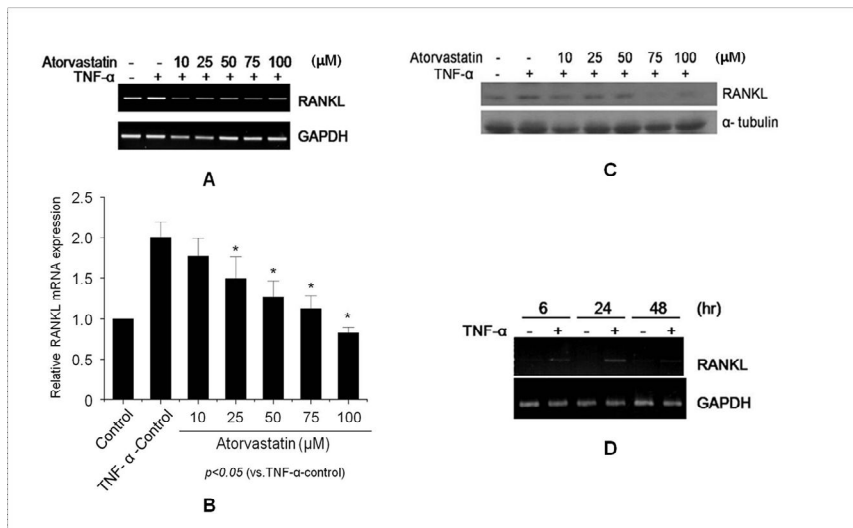 Atorvastatin - - 10 25 50 75 100 (μM)
TNF-α - + + + + + +
RANKL
GAPDH
A
Relative RANKL mRNA expression
2.5
2.0
1.5
1.0
0.5
0
* * * *
Control
TNF- α -Control
10 25 50 75 100
Atorvastatin (μM)
p<0.05 (vs.TNF-α-control)
B
Atorvastatin - - 10 25 50 75 100 (μM)
TNF-α - + + + + + +
RANKL
α- tubulin
C
6 24 48 (hr)
TNF-α - + - + - +
RANKL
GAPDH
D